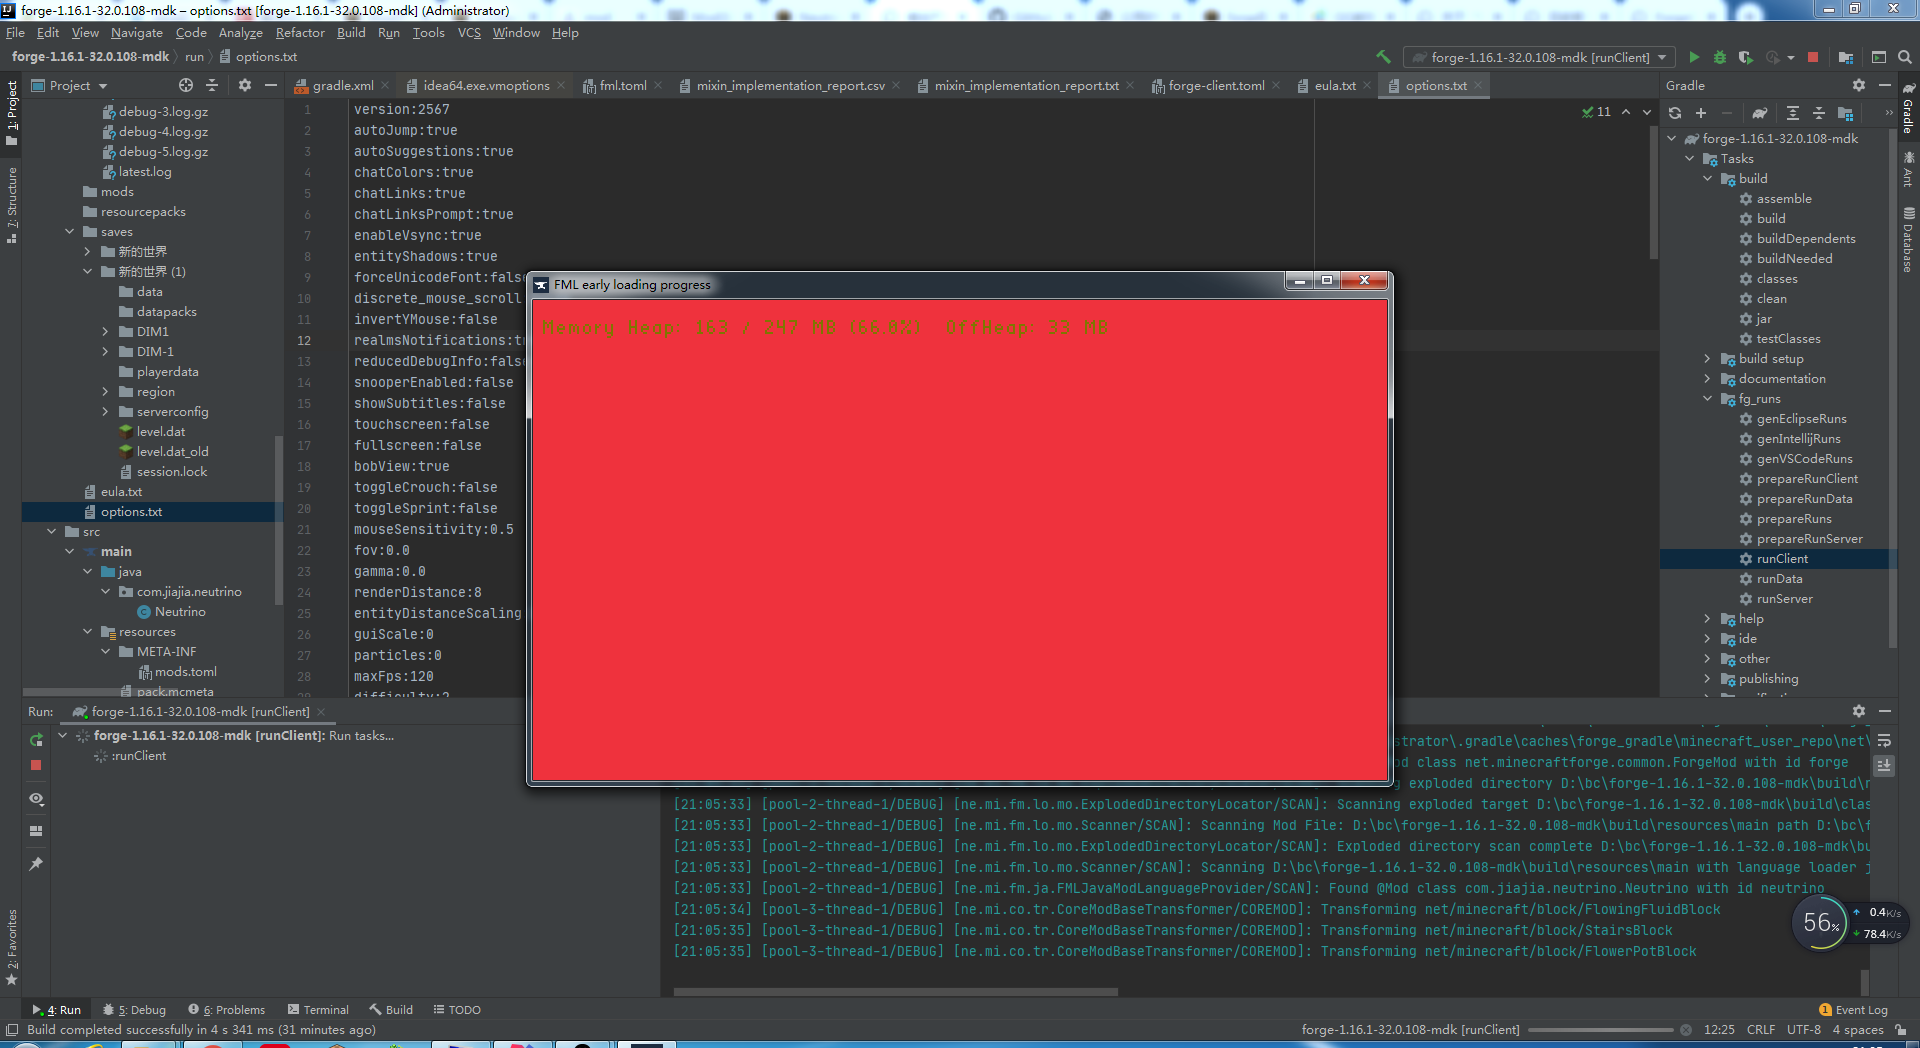 forge-1.16.1-32.0.108-mdk – options.txt [forge-1.16.1-32.0.108-mdk] (Administrator)
File Edit View Navigate Code Analyze Refactor Build Run Tools VCS Window Help
forge-1.16.1-32.0.108-mdk run options.txt
forge-1.16.1-32.0.108-mdk [runClient]
Project
gradle.xml idea64.exe.vmoptions fml.toml mixin_implementation_report.csv mixin_implementation_report.txt forge-client.toml eula.txt options.txt
Gradle
1: Project
7: Structure
2: Favorites
debug-3.log.gz
debug-4.log.gz
debug-5.log.gz
latest.log
mods
resourcepacks
saves
新的世界
新的世界 (1)
data
datapacks
DIM1
DIM-1
playerdata
region
serverconfig
level.dat
level.dat_old
session.lock
eula.txt
options.txt
src
main
java
com.jiajia.neutrino
Neutrino
resources
META-INF
mods.toml
pack.mcmeta
1 version:2567
2 autoJump:true
3 autoSuggestions:true
4 chatColors:true
5 chatLinks:true
6 chatLinksPrompt:true
7 enableVsync:true
8 entityShadows:true
9 forceUnicodeFont:false
10 discrete_mouse_scroll
11 invertYMouse:false
12 realmsNotifications:tr
13 reducedDebugInfo:false
14 snooperEnabled:false
15 showSubtitles:false
16 touchscreen:false
17 fullscreen:false
18 bobView:true
19 toggleCrouch:false
20 toggleSprint:false
21 mouseSensitivity:0.5
22 fov:0.0
23 gamma:0.0
24 renderDistance:8
25 entityDistanceScaling
26 guiScale:0
27 particles:0
28 maxFps:120
29 difficulty:2
11
FML early loading progress
Memory Heap: 163 / 247 MB (66.0%) OffHeap: 33 MB
forge-1.16.1-32.0.108-mdk
Tasks
build
assemble
build
buildDependents
buildNeeded
classes
clean
jar
testClasses
build setup
documentation
fg_runs
genEclipseRuns
genIntellijRuns
genVSCodeRuns
prepareRunClient
prepareRunData
prepareRuns
prepareRunServer
runClient
runData
runServer
help
ide
other
publishing
Gradle
Ant
Database
Run: forge-1.16.1-32.0.108-mdk [runClient]
forge-1.16.1-32.0.108-mdk [runClient]: Run tasks...
:runClient
strator\.gradle\caches\forge_gradle\minecraft_user_repo\net\
od class net.minecraftforge.common.ForgeMod with id forge
ng exploded directory D:\bc\forge-1.16.1-32.0.108-mdk\build\r
[21:05:33] [pool-2-thread-1/DEBUG] [ne.mi.fm.lo.mo.ExplodedDirectoryLocator/SCAN]: Scanning exploded target D:\bc\forge-1.16.1-32.0.108-mdk\build\clas
[21:05:33] [pool-2-thread-1/DEBUG] [ne.mi.fm.lo.mo.Scanner/SCAN]: Scanning Mod File: D:\bc\forge-1.16.1-32.0.108-mdk\build\resources\main path D:\bc\f
[21:05:33] [pool-2-thread-1/DEBUG] [ne.mi.fm.lo.mo.ExplodedDirectoryLocator/SCAN]: Exploded directory scan complete D:\bc\forge-1.16.1-32.0.108-mdk\bu
[21:05:33] [pool-2-thread-1/DEBUG] [ne.mi.fm.lo.mo.Scanner/SCAN]: Scanning D:\bc\forge-1.16.1-32.0.108-mdk\build\resources\main with language loader j
[21:05:33] [pool-2-thread-1/DEBUG] [ne.mi.fm.ja.FMLJavaModLanguageProvider/SCAN]: Found @Mod class com.jiajia.neutrino.Neutrino with id neutrino
[21:05:34] [pool-3-thread-1/DEBUG] [ne.mi.co.tr.CoreModBaseTransformer/COREMOD]: Transforming net/minecraft/block/FlowingFluidBlock
[21:05:35] [pool-3-thread-1/DEBUG] [ne.mi.co.tr.CoreModBaseTransformer/COREMOD]: Transforming net/minecraft/block/StairsBlock
[21:05:35] [pool-3-thread-1/DEBUG] [ne.mi.co.tr.CoreModBaseTransformer/COREMOD]: Transforming net/minecraft/block/FlowerPotBlock
56%
0.4K/s
78.4K/s
4: Run 5: Debug 6: Problems Terminal Build TODO
1 Event Log
Build completed successfully in 4 s 341 ms (31 minutes ago)
forge-1.16.1-32.0.108-mdk [runClient] 12:25 CRLF UTF-8 4 spaces